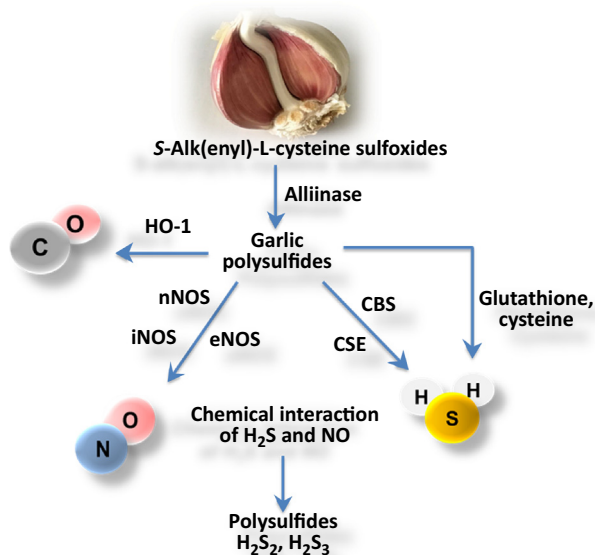 S-Alk(enyl)-L-cysteine sulfoxides
Alliinase
HO-1
O
C
Garlic
polysulfides
nNOS
iNOS
eNOS
CBS
CSE
Glutathione,
cysteine
O
N
H
H
S
Chemical interaction
of H₂S and NO
Polysulfides
H₂S₂, H₂S₃